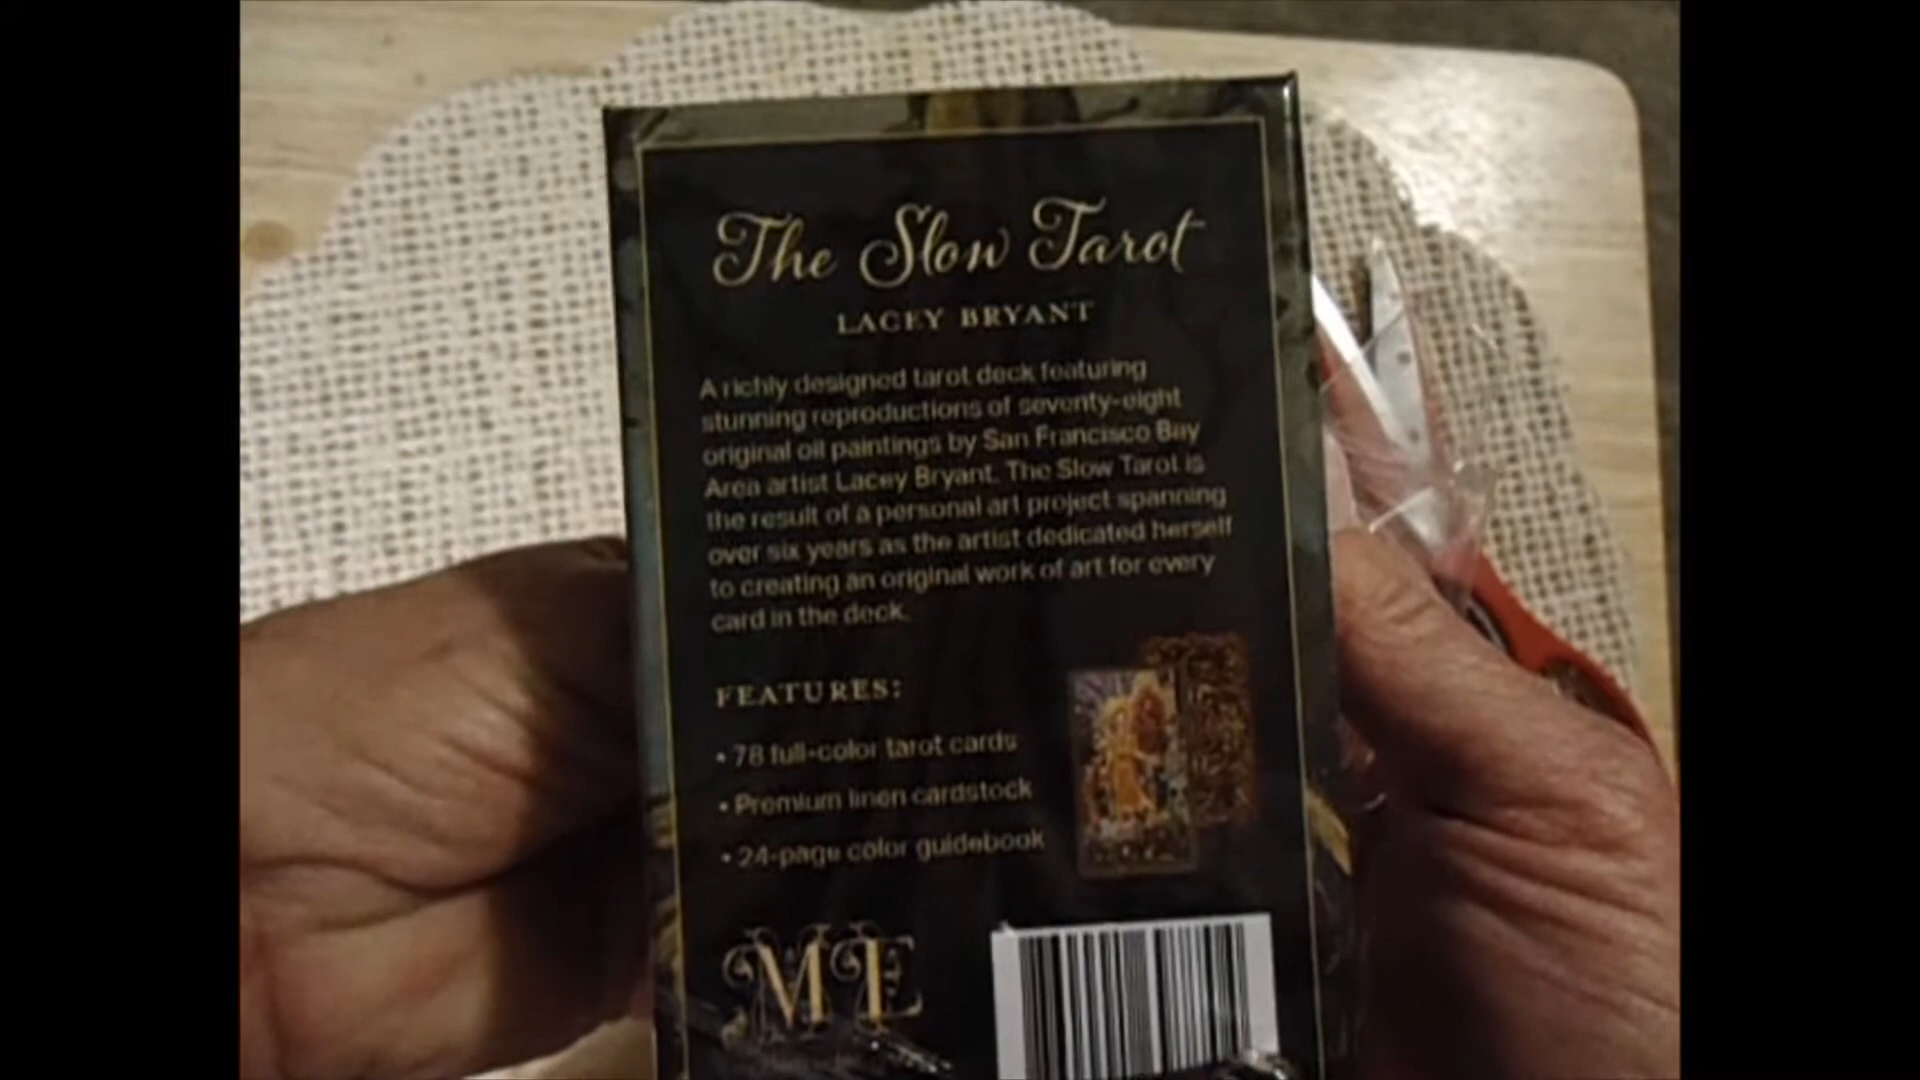 The Slow Tarot
LACEY BRYANT
A richly designed tarot deck featuring
stunning reproductions of seventy-eight
original oil paintings by San Francisco Bay
Area artist Lacey Bryant. The Slow Tarot is
the result of a personal art project spanning
over six years as the artist dedicated herself
to creating an original work of art for every
card in the deck.
FEATURES:
• 78 full-color tarot cards
• Premium linen cardstock
• 24-page color guidebook
ME